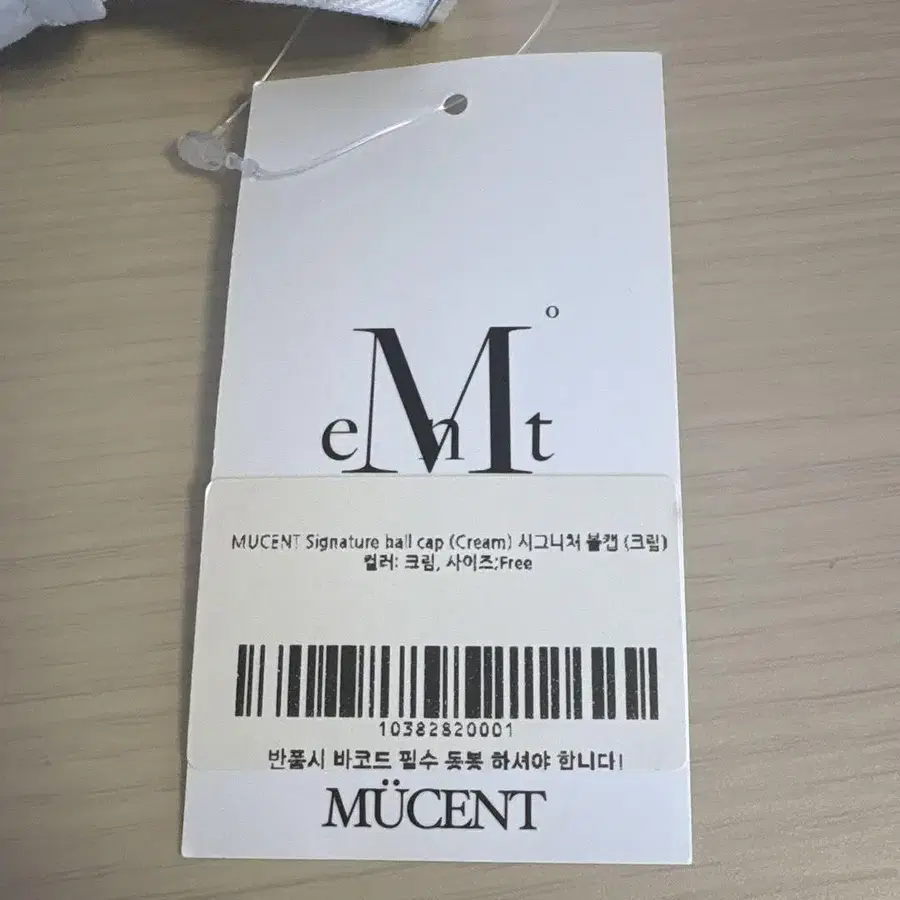 eMnt°
MUCENT Signature ball cap (Cream) 시그니처 볼캡 (크림)
컬러: 크림, 사이즈:Free
10382820001
반품시 바코드 필수 동봉 하셔야 합니다!
MÜCENT